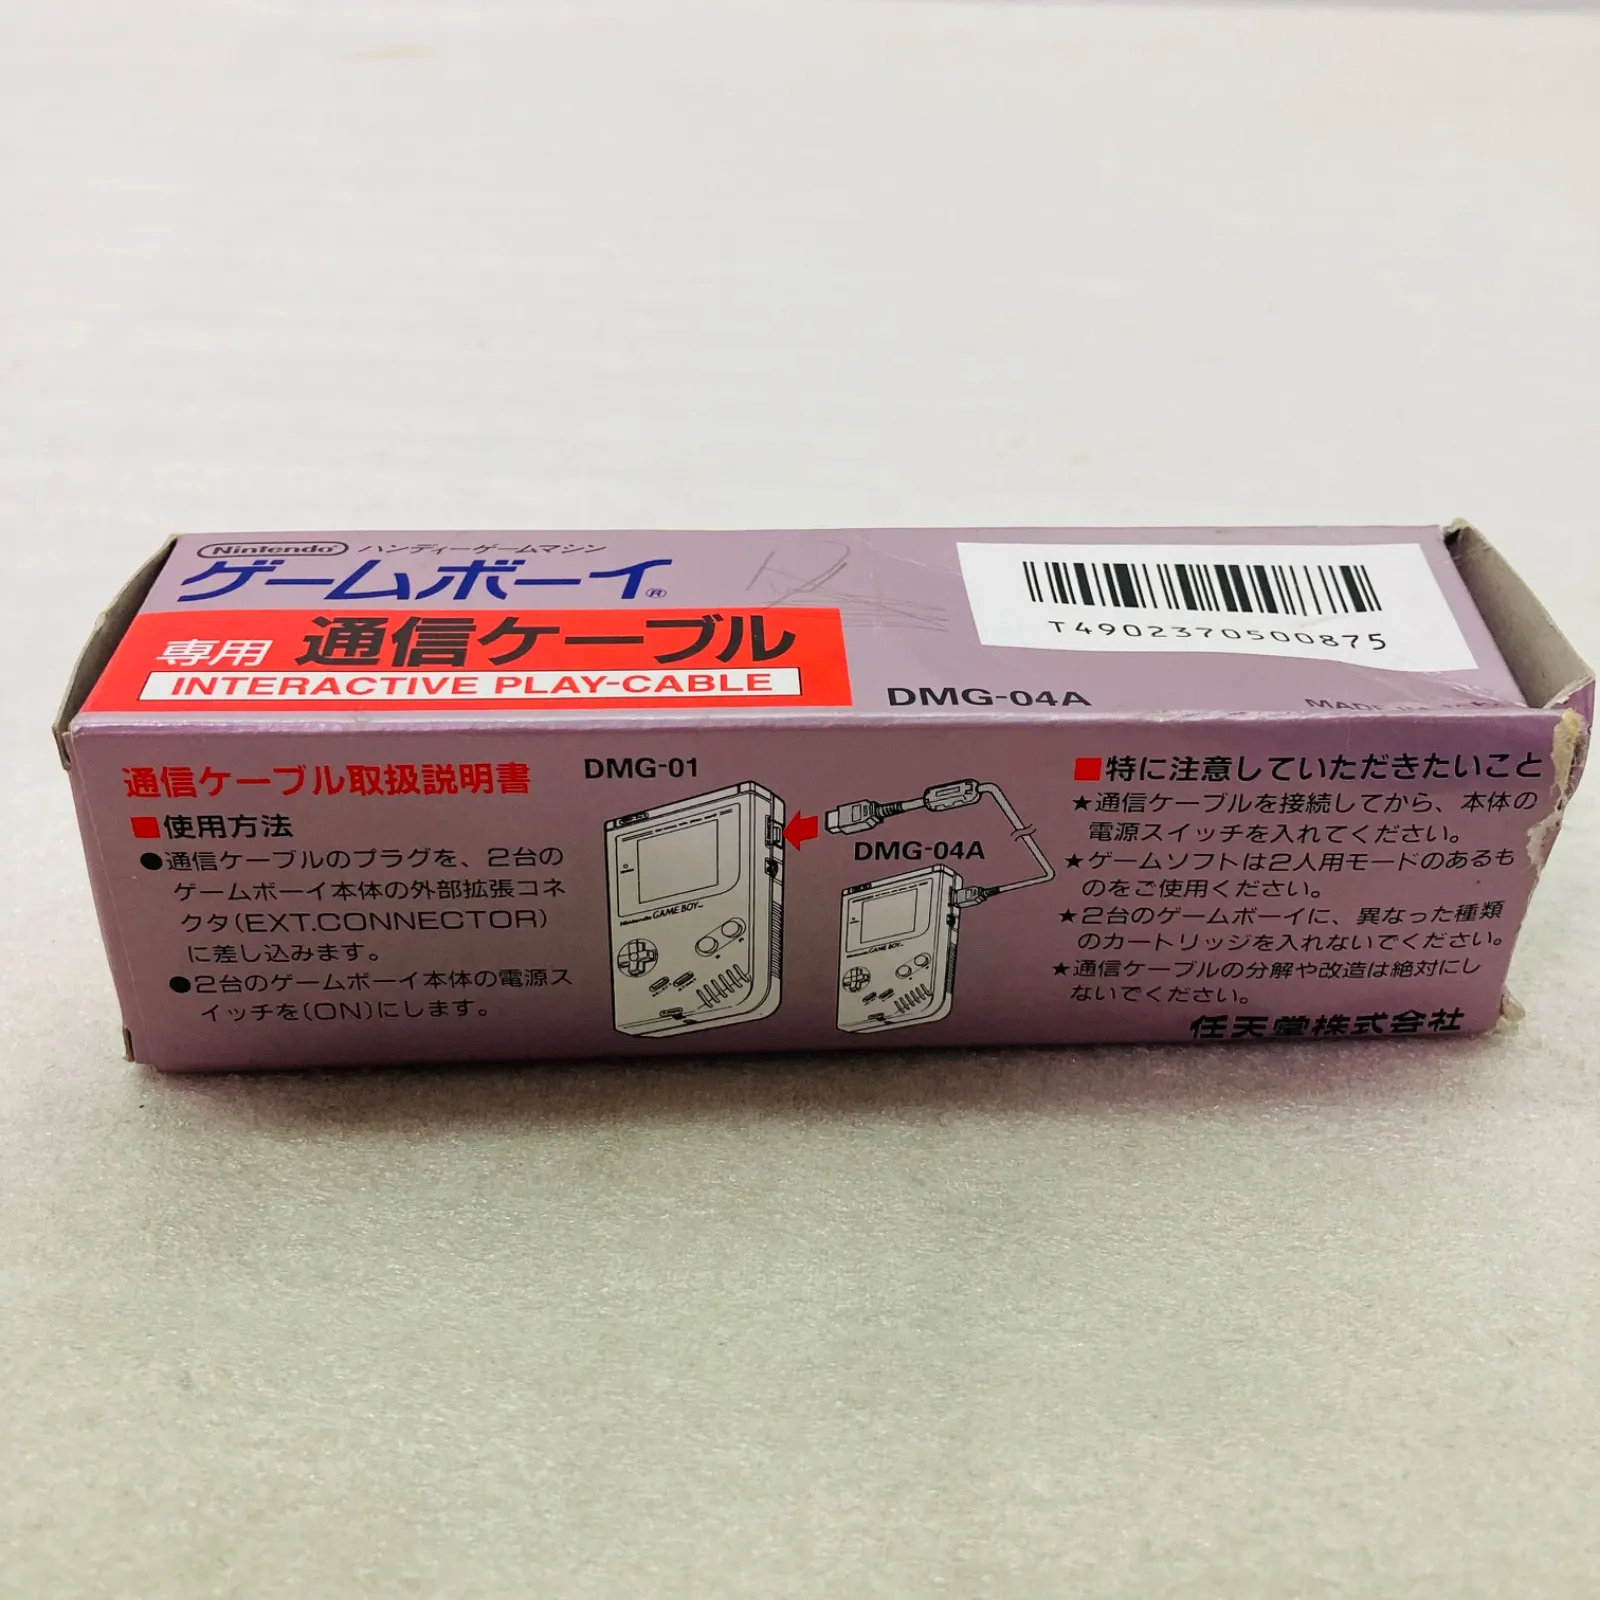 Nintendo ハンディーゲームマシン
ゲームボーイ®
専用 通信ケーブル
INTERACTIVE PLAY-CABLE
T4902370500875
DMG-04A
MADE IN JAPAN
通信ケーブル取扱説明書
■使用方法
●通信ケーブルのプラグを、2台の
ゲームボーイ本体の外部拡張コネ
クタ(EXT.CONNECTOR)
に差し込みます。
●2台のゲームボーイ本体の電源ス
イッチを(ON)にします。
DMG-01
DMG-04A
Nintendo GAME BOY™
GAME BOY
■特に注意していただきたいこと
★通信ケーブルを接続してから、本体の
電源スイッチを入れてください。
★ゲームソフトは2人用モードのあるも
のをご使用ください。
★2台のゲームボーイに、異なった種類
のカートリッジを入れないでください。
★通信ケーブルの分解や改造は絶対にし
ないでください。
任天堂株式会社